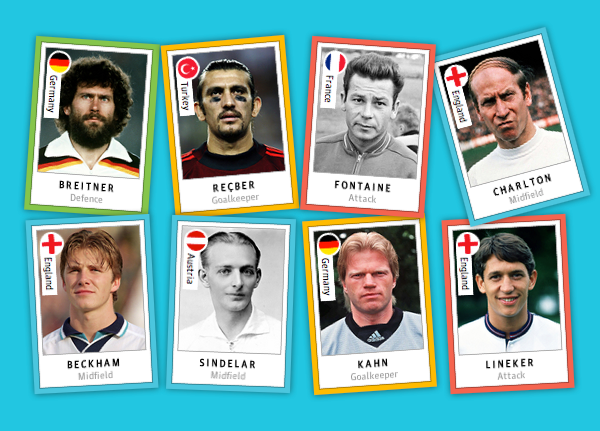 Germany
BREITNER
Defence
Turkey
REÇBER
Goalkeeper
France
FONTAINE
Attack
England
CHARLTON
Midfield
England
BECKHAM
Midfield
Austria
SINDELAR
Midfield
Germany
adidas
KAHN
Goalkeeper
England
LINEKER
Attack